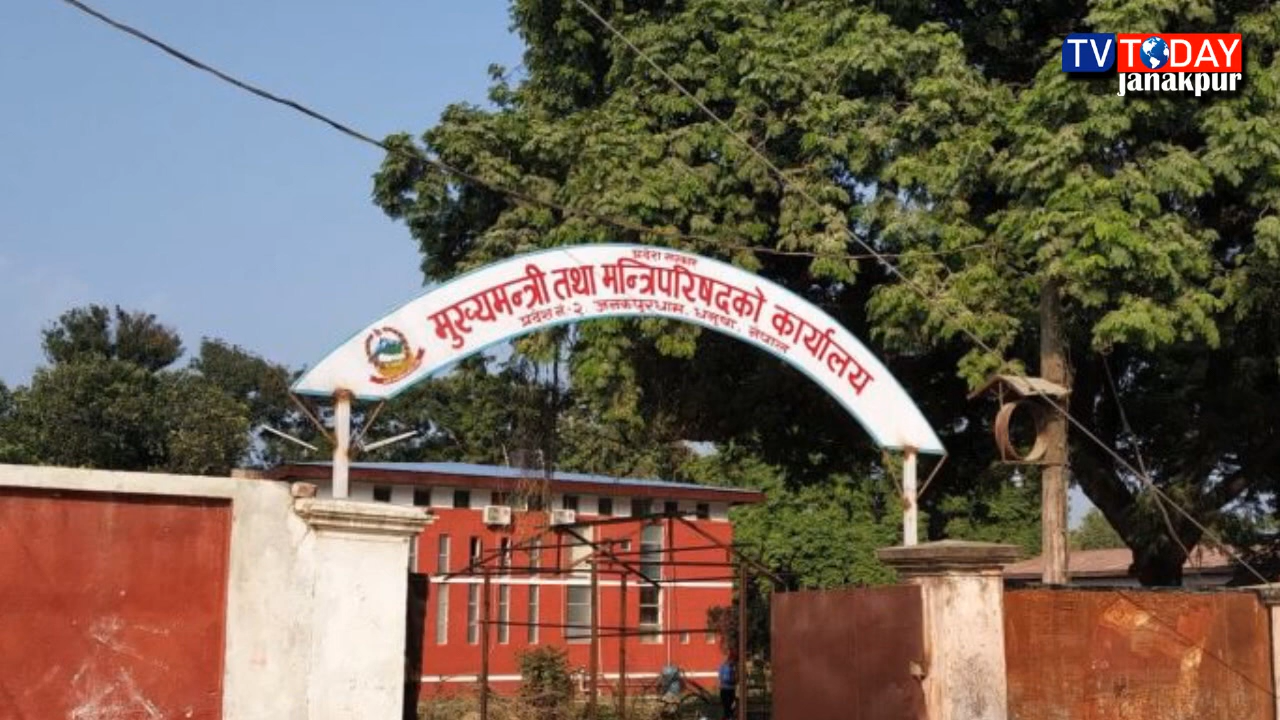 TV TODAY
janakpur
प्रदेश सरकार
मुख्यमन्त्री तथा मन्त्रिपरिषदको कार्यालय
प्रदेश नं. २ जनकपुरधाम, धनुषा, नेपाल